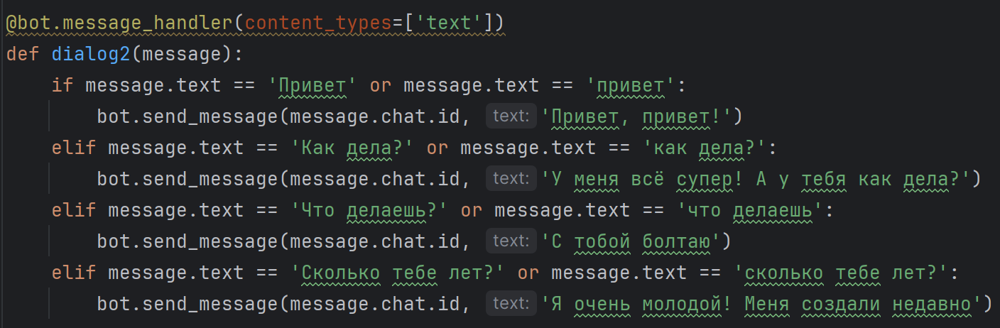 @bot.message_handler(content_types=['text'])
def dialog2(message):
    if message.text == 'Привет' or message.text == 'привет':
        bot.send_message(message.chat.id, text: 'Привет, привет!')
    elif message.text == 'Как дела?' or message.text == 'как дела?':
        bot.send_message(message.chat.id, text: 'У меня всё супер! А у тебя как дела?')
    elif message.text == 'Что делаешь?' or message.text == 'что делаешь':
        bot.send_message(message.chat.id, text: 'С тобой болтаю')
    elif message.text == 'Сколько тебе лет?' or message.text == 'сколько тебе лет?':
        bot.send_message(message.chat.id, text: 'Я очень молодой! Меня создали недавно')